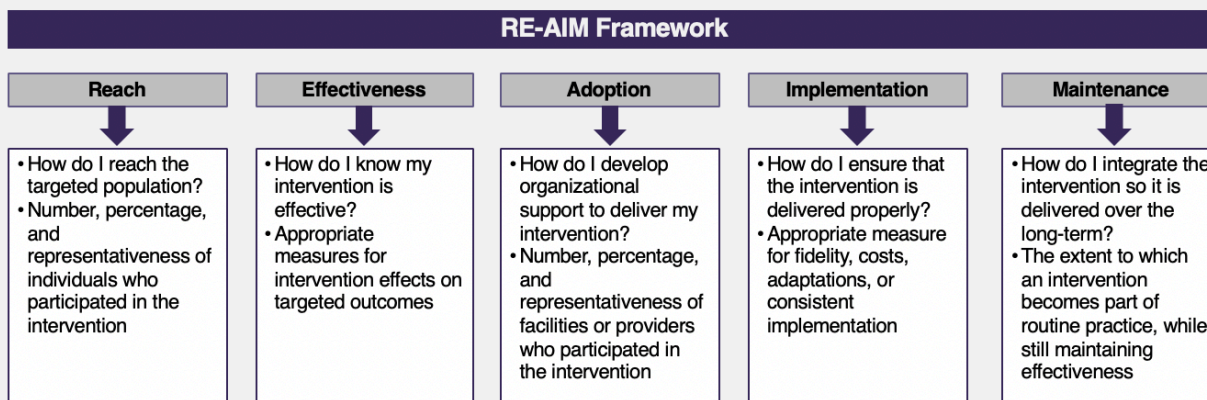 RE-AIM Framework
Reach
Effectiveness
Adoption
Implementation
Maintenance
• How do I reach the
targeted population?
• Number, percentage,
and
representativeness of
individuals who
participated in the
intervention
• How do I know my
intervention is
effective?
• Appropriate
measures for
intervention effects on
targeted outcomes
• How do I develop
organizational
support to deliver my
intervention?
• Number, percentage,
and
representativeness of
facilities or providers
who participated in
the intervention
• How do I ensure that
the intervention is
delivered properly?
• Appropriate measure
for fidelity, costs,
adaptations, or
consistent
implementation
• How do I integrate the
intervention so it is
delivered over the
long-term?
• The extent to which
an intervention
becomes part of
routine practice, while
still maintaining
effectiveness